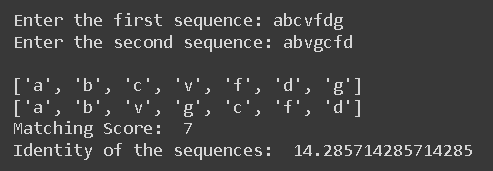 Enter the first sequence: abcvfdg
Enter the second sequence: abvgcfd
['a', 'b', 'c', 'v', 'f', 'd', 'g']
['a', 'b', 'v', 'g', 'c', 'f', 'd']
Matching Score:  7
Identity of the sequences:  14.285714285714285